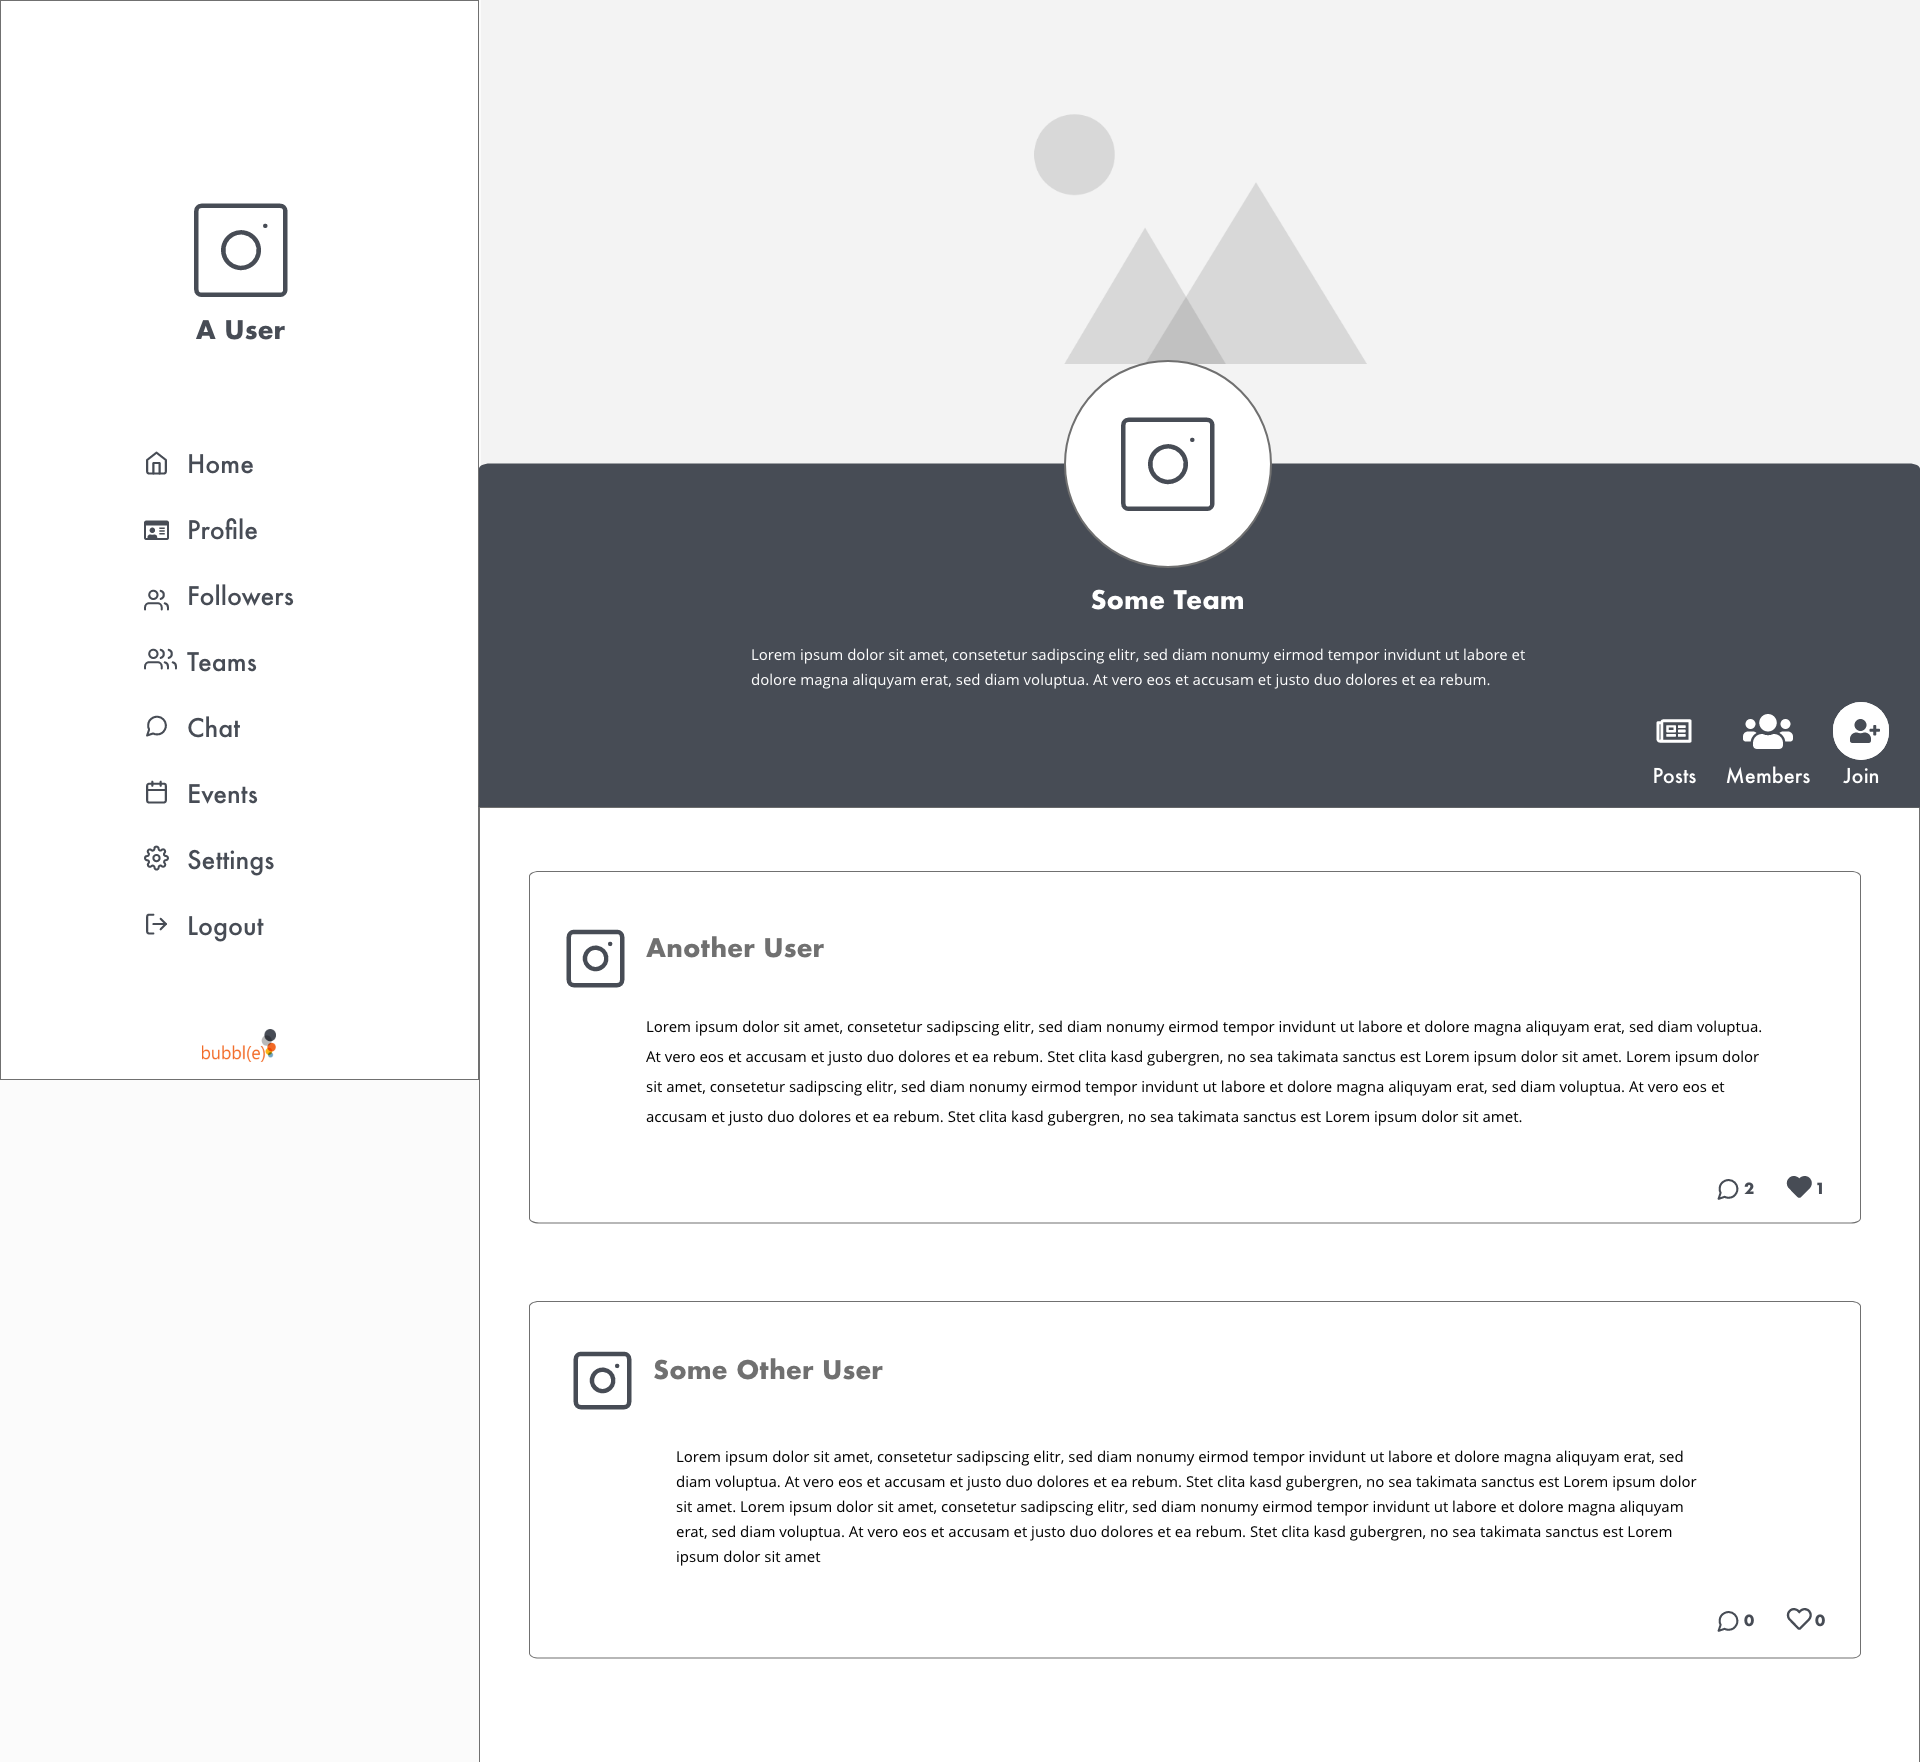 A User
Home
Profile
Followers
Teams
Chat
Events
Settings
Logout
bubbl(e)
Some Team
Lorem ipsum dolor sit amet, consetetur sadipscing elitr, sed diam nonumy eirmod tempor invidunt ut labore et
dolore magna aliquyam erat, sed diam voluptua. At vero eos et accusam et justo duo dolores et ea rebum.
Posts Members Join
Another User
Lorem ipsum dolor sit amet, consetetur sadipscing elitr, sed diam nonumy eirmod tempor invidunt ut labore et dolore magna aliquyam erat, sed diam voluptua.
At vero eos et accusam et justo duo dolores et ea rebum. Stet clita kasd gubergren, no sea takimata sanctus est Lorem ipsum dolor sit amet. Lorem ipsum dolor
sit amet, consetetur sadipscing elitr, sed diam nonumy eirmod tempor invidunt ut labore et dolore magna aliquyam erat, sed diam voluptua. At vero eos et
accusam et justo duo dolores et ea rebum. Stet clita kasd gubergren, no sea takimata sanctus est Lorem ipsum dolor sit amet.
2 1
Some Other User
Lorem ipsum dolor sit amet, consetetur sadipscing elitr, sed diam nonumy eirmod tempor invidunt ut labore et dolore magna aliquyam erat, sed
diam voluptua. At vero eos et accusam et justo duo dolores et ea rebum. Stet clita kasd gubergren, no sea takimata sanctus est Lorem ipsum dolor
sit amet. Lorem ipsum dolor sit amet, consetetur sadipscing elitr, sed diam nonumy eirmod tempor invidunt ut labore et dolore magna aliquyam
erat, sed diam voluptua. At vero eos et accusam et justo duo dolores et ea rebum. Stet clita kasd gubergren, no sea takimata sanctus est Lorem
ipsum dolor sit amet
0 0